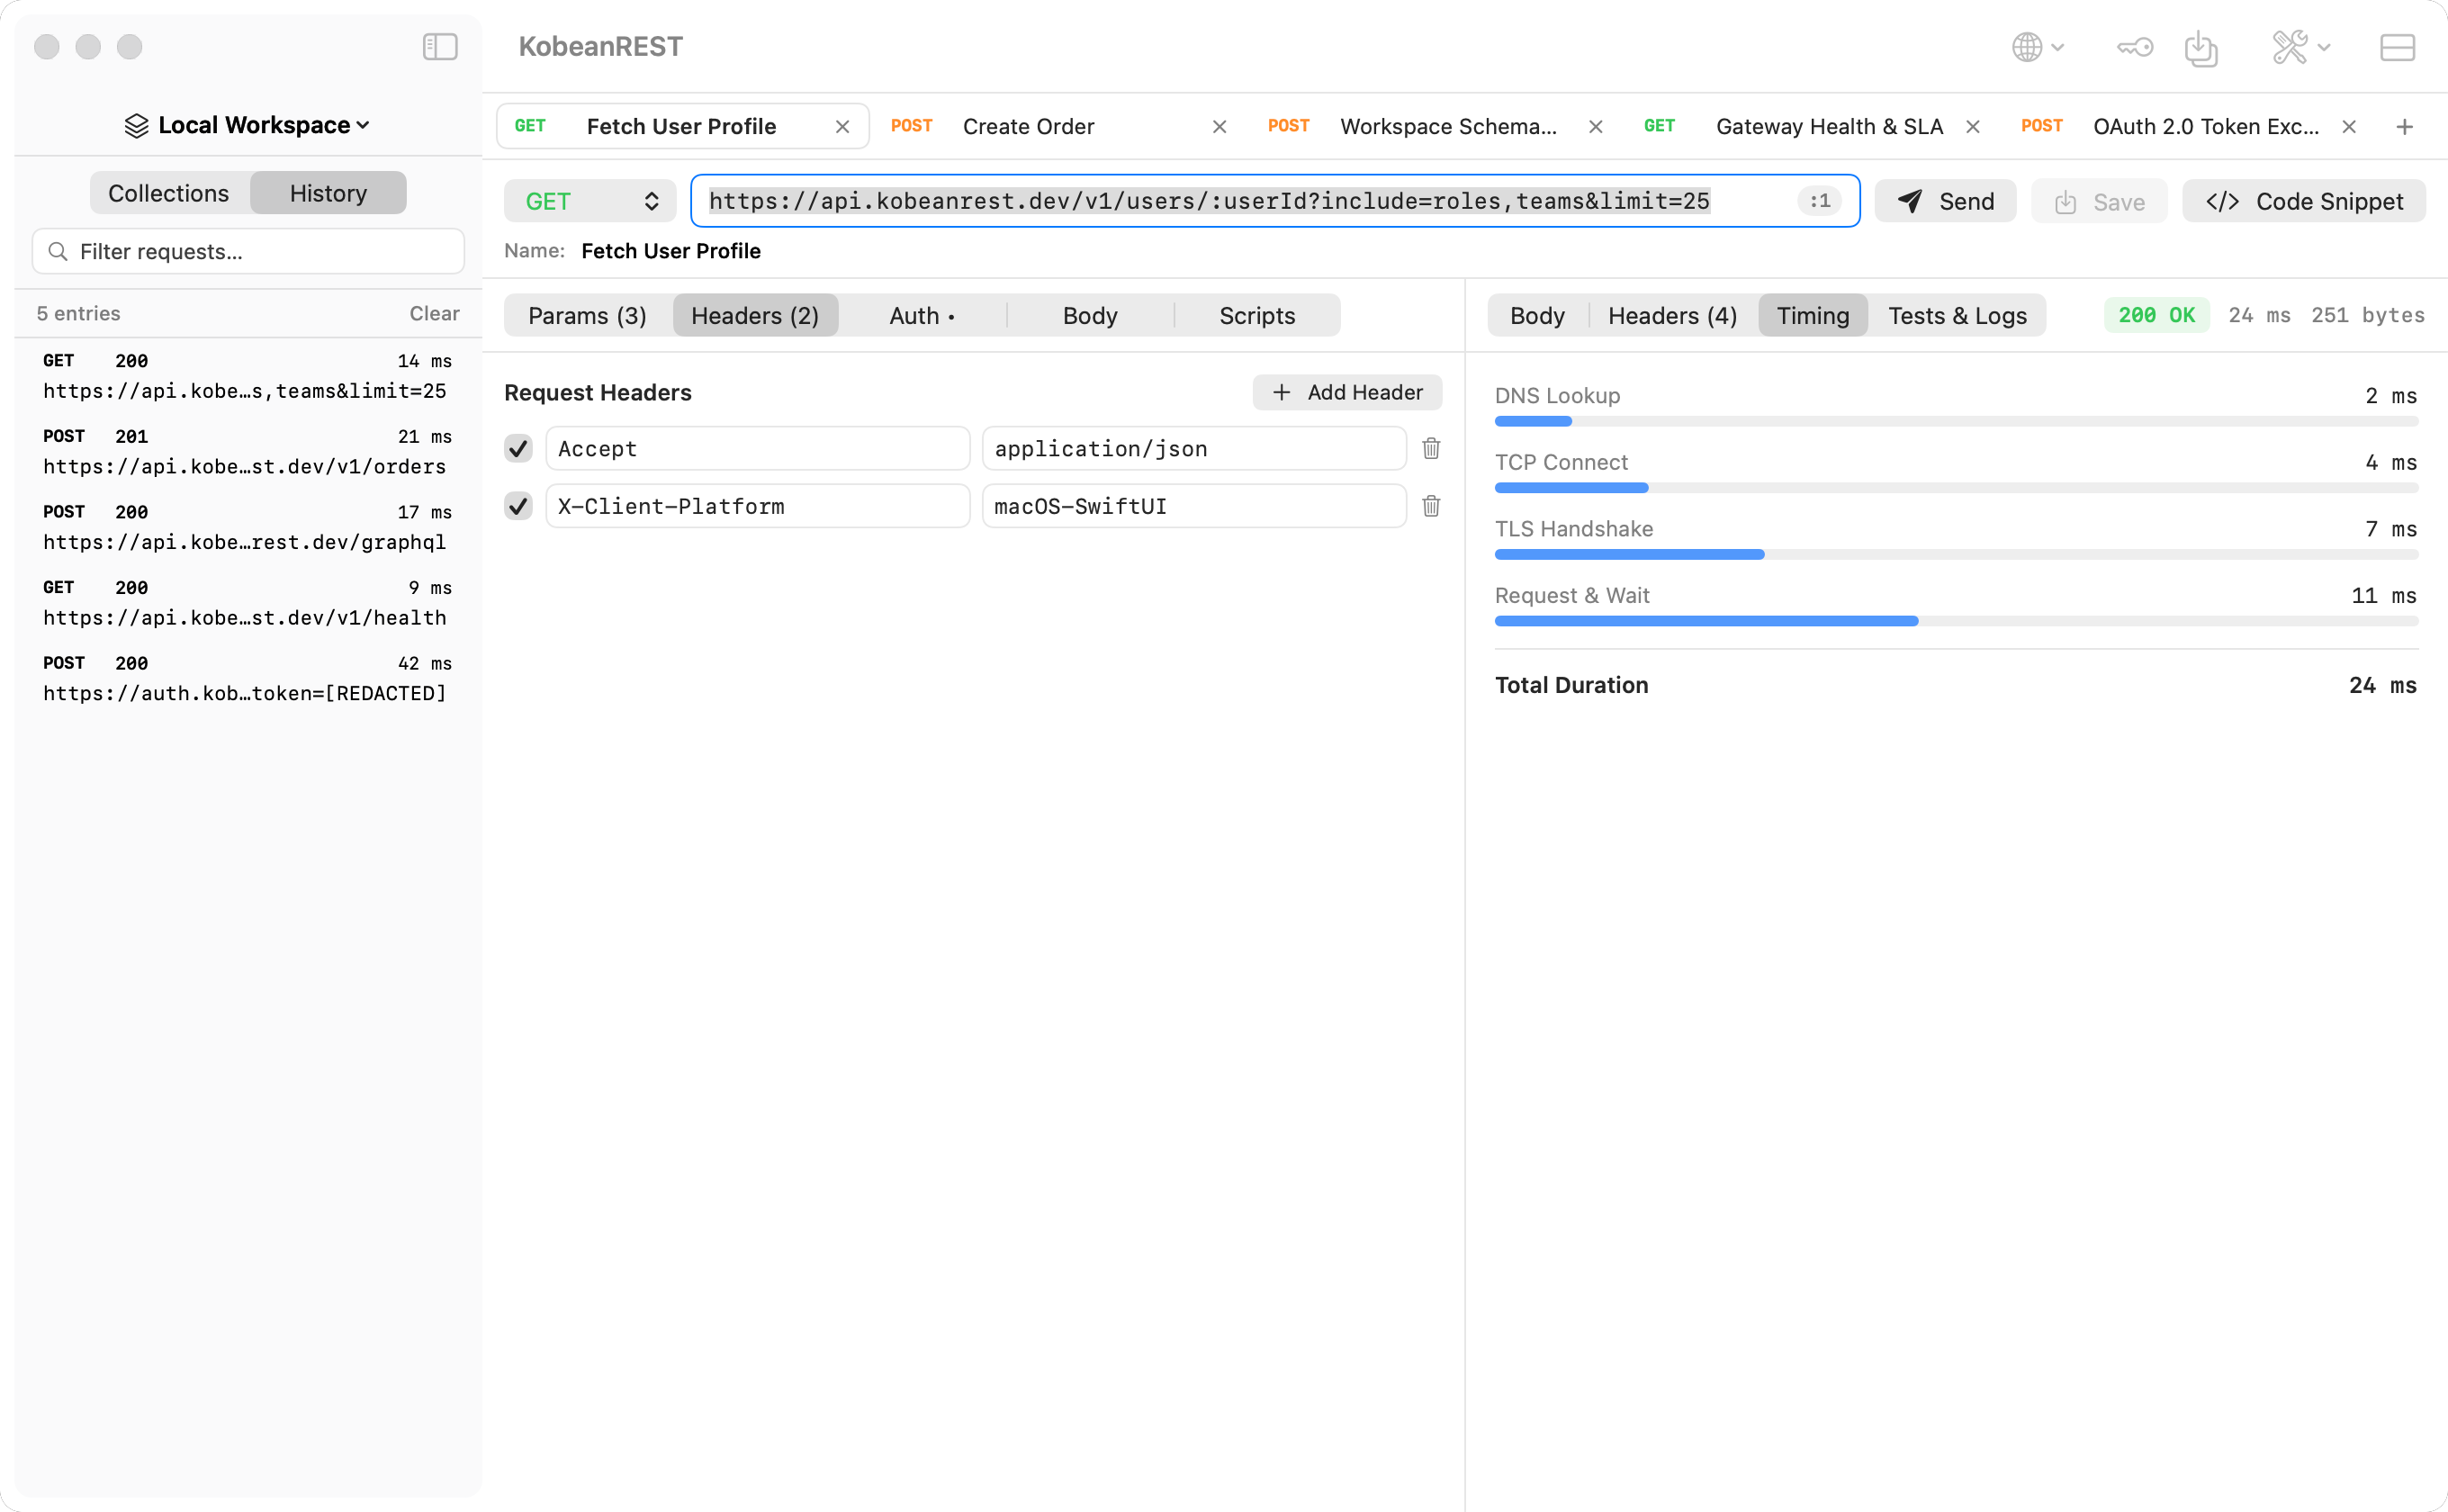 KobeanREST
Local Workspace
GET Fetch User Profile
POST Create Order
POST Workspace Schema...
GET Gateway Health & SLA
POST OAuth 2.0 Token Exc...
Collections History
Filter requests...
5 entries Clear
GET 200 14 ms
https://api.kobe…s,teams&limit=25
POST 201 21 ms
https://api.kobe…st.dev/v1/orders
POST 200 17 ms
https://api.kobe…rest.dev/graphql
GET 200 9 ms
https://api.kobe…st.dev/v1/health
POST 200 42 ms
https://auth.kob…token=[REDACTED]
GET https://api.kobeanrest.dev/v1/users/:userId?include=roles,teams&limit=25 :1 Send Save </> Code Snippet
Name: Fetch User Profile
Params (3) Headers (2) Auth • Body Scripts
Request Headers + Add Header
Accept application/json
X-Client-Platform macOS-SwiftUI
Body Headers (4) Timing Tests & Logs 200 OK 24 ms 251 bytes
DNS Lookup 2 ms
TCP Connect 4 ms
TLS Handshake 7 ms
Request & Wait 11 ms
Total Duration 24 ms